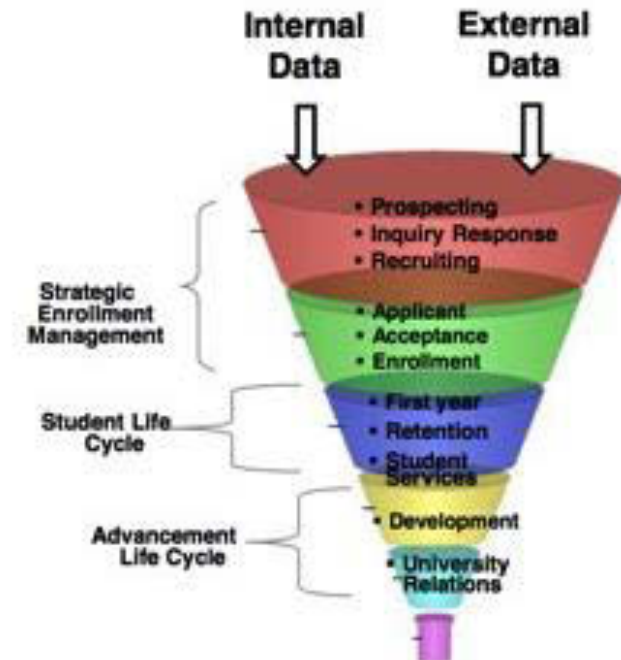 Internal Data
External Data
• Prospecting
• Inquiry Response
• Recruiting
Strategic
Enrollment
Management
• Applicant
• Acceptance
• Enrollment
Student Life
Cycle
• First year
• Retention
• Student
Services
Advancement
Life Cycle
• Development
• University
Relations